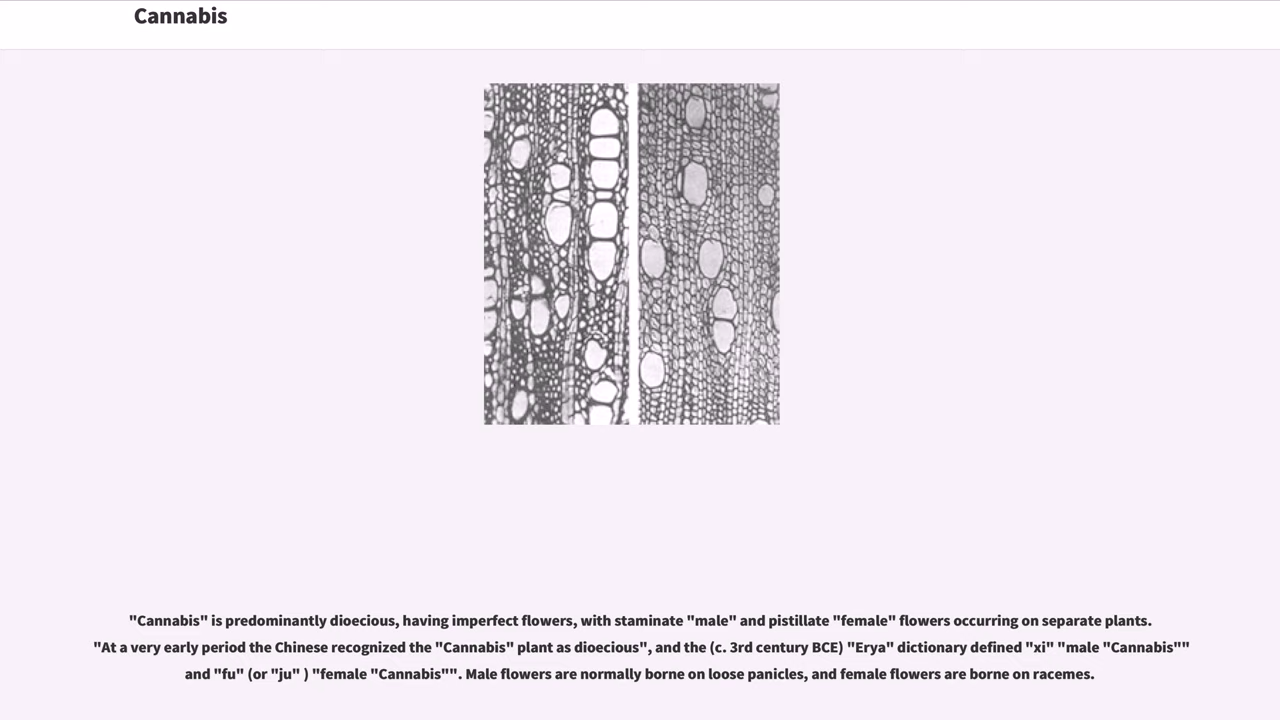 Cannabis
"Cannabis" is predominantly dioecious, having imperfect flowers, with staminate "male" and pistillate "female" flowers occurring on separate plants.
"At a very early period the Chinese recognized the "Cannabis" plant as dioecious", and the (c. 3rd century BCE) "Erya" dictionary defined "xi" "male "Cannabis""
and "fu" (or "ju" ) "female "Cannabis"". Male flowers are normally borne on loose panicles, and female flowers are borne on racemes.